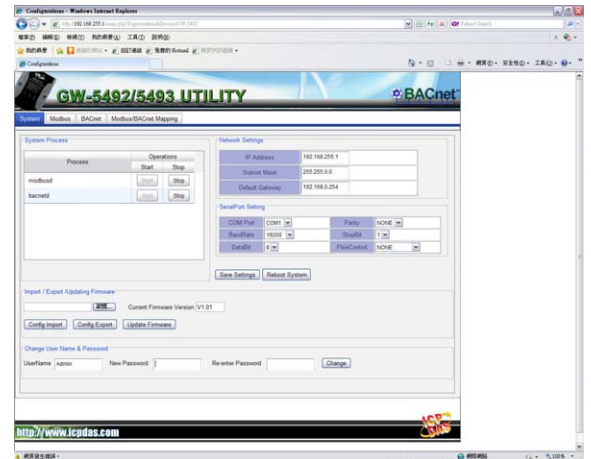 Configurations - Windows Internet Explorer
Configurations
GW-5492/5493 UTILITY
BACnet
System Modbus BACnet Modbus/BACnet Mapping
System Process
Process Operations
Start Stop
modbusd Start Stop
bacnetd Start Stop
Network Settings
IP Address 192.168.255.1
Subnet Mask 255.255.0.0
Default Gateway 192.168.0.254
SerialPort Setting
COM Port COM1 Parity NONE
BaudRate 19200 StopBit 1
DataBit 8 FlowControl NONE
Save Settings Reboot System
Import / Export /Updating Firmware
瀏覽... Current Firmware Version V1.01
Config Import Config Export Update Firmware
Change User Name & Password
UserName Admin New Password Re-enter Password Change
http://www.icpdas.com
ICP DAS
100%